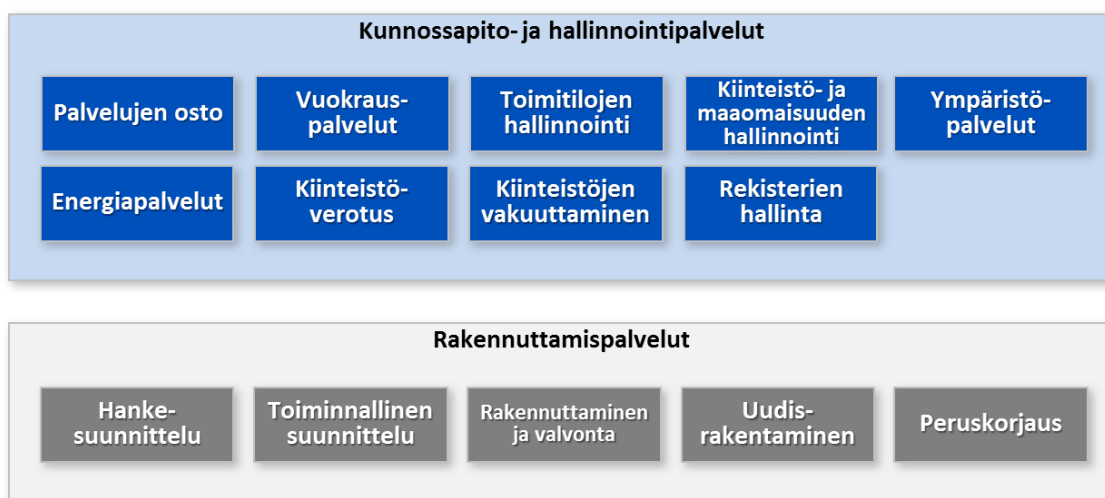 Kunnossapito- ja hallinnointipalvelut
Palvelujen osto
Vuokraus-
palvelut
Toimitilojen
hallinnointi
Kiinteistö- ja
maaomaisuuden
hallinnointi
Ympäristö-
palvelut
Energiapalvelut
Kiinteistö-
verotus
Kiinteistöjen
vakuuttaminen
Rekisterien
hallinta
Rakennuttamispalvelut
Hanke-
suunnittelu
Toiminnallinen
suunnittelu
Rakennuttaminen
ja valvonta
Uudis-
rakentaminen
Peruskorjaus